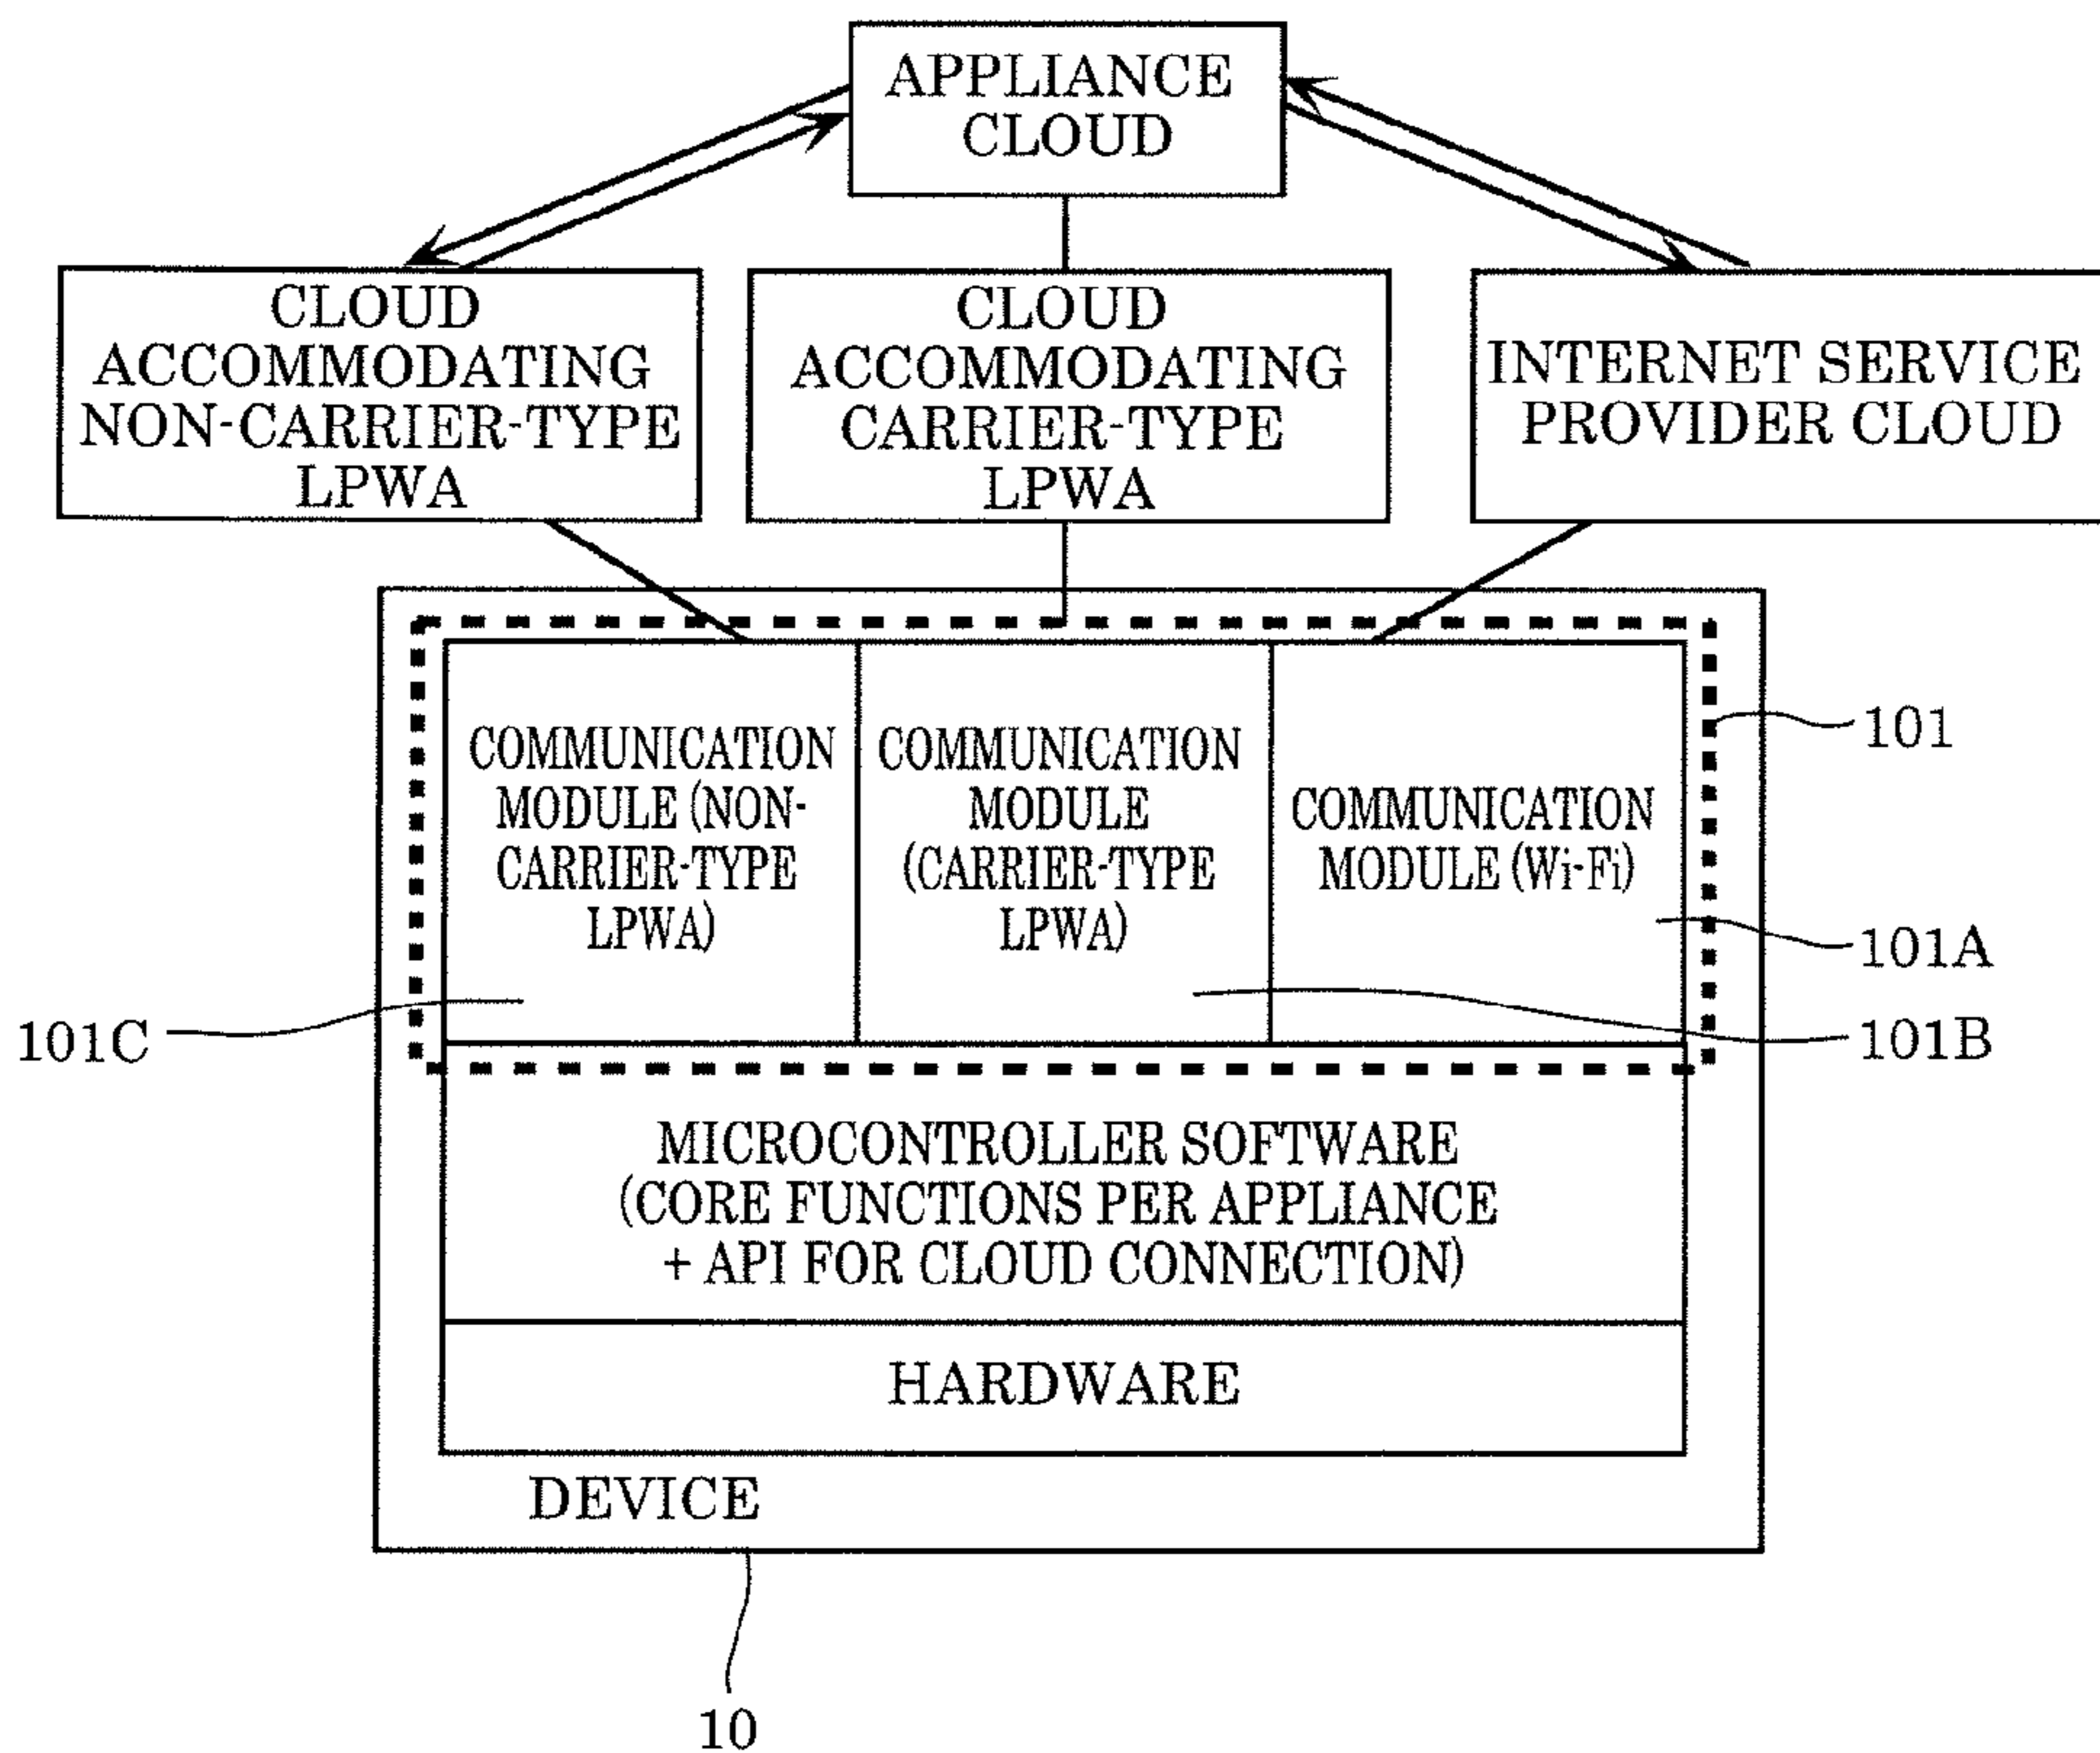 APPLIANCE
CLOUD
CLOUD
ACCOMMODATING
NON-CARRIER-TYPE
LPWA
CLOUD
ACCOMMODATING
CARRIER-TYPE
LPWA
INTERNET SERVICE
PROVIDER CLOUD
COMMUNICATION
MODULE (NON-
CARRIER-TYPE
LPWA)
COMMUNICATION
MODULE
(CARRIER-TYPE
LPWA)
COMMUNICATION
MODULE (Wi-Fi)
101
101A
101B
101C
MICROCONTROLLER SOFTWARE
(CORE FUNCTIONS PER APPLIANCE
+ API FOR CLOUD CONNECTION)
HARDWARE
DEVICE
10